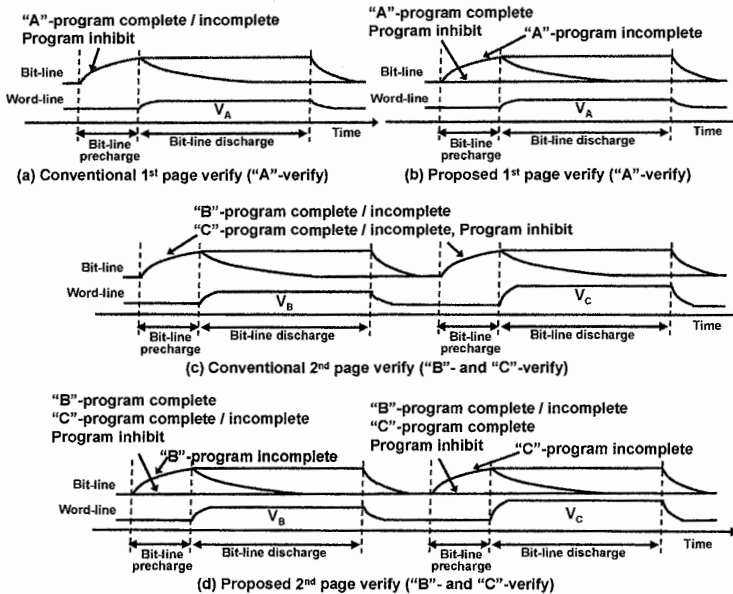 "A"-program complete / incomplete
Program inhibit
Bit-line
Word-line
V_A
Time
Bit-line precharge
Bit-line discharge
(a) Conventional 1st page verify ("A"-verify)
"A"-program complete
Program inhibit
"A"-program incomplete
Bit-line
Word-line
V_A
Time
Bit-line precharge
Bit-line discharge
(b) Proposed 1st page verify ("A"-verify)
"B"-program complete / incomplete
"C"-program complete / incomplete, Program inhibit
Bit-line
Word-line
V_B
V_C
Time
Bit-line precharge
Bit-line discharge
Bit-line precharge
Bit-line discharge
(c) Conventional 2nd page verify ("B"- and "C"-verify)
"B"-program complete
"C"-program complete / incomplete
Program inhibit
"B"-program incomplete
"B"-program complete / incomplete
"C"-program complete
Program inhibit
"C"-program incomplete
Bit-line
Word-line
V_B
V_C
Time
Bit-line precharge
Bit-line discharge
Bit-line precharge
Bit-line discharge
(d) Proposed 2nd page verify ("B"- and "C"-verify)